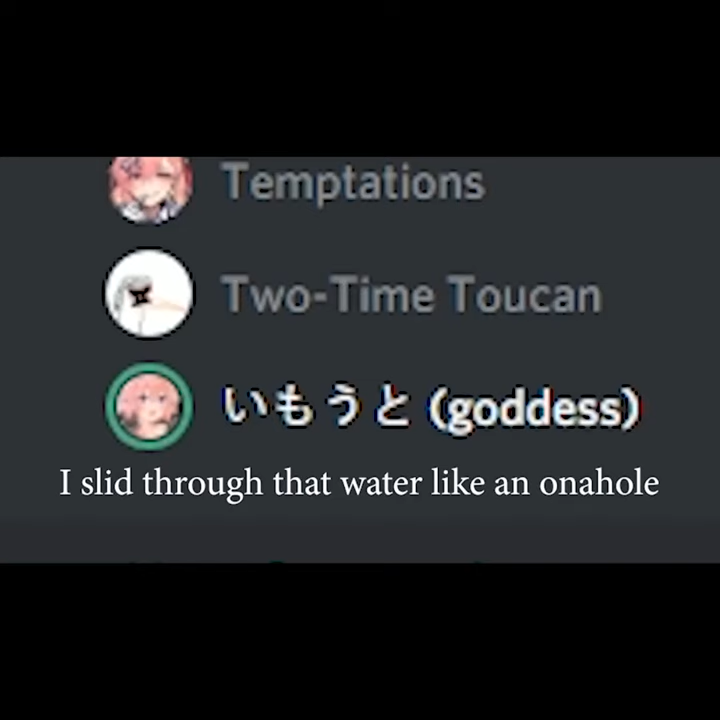 Temptations
Two-Time Toucan
いもうと (goddess)
I slid through that water like an onahole